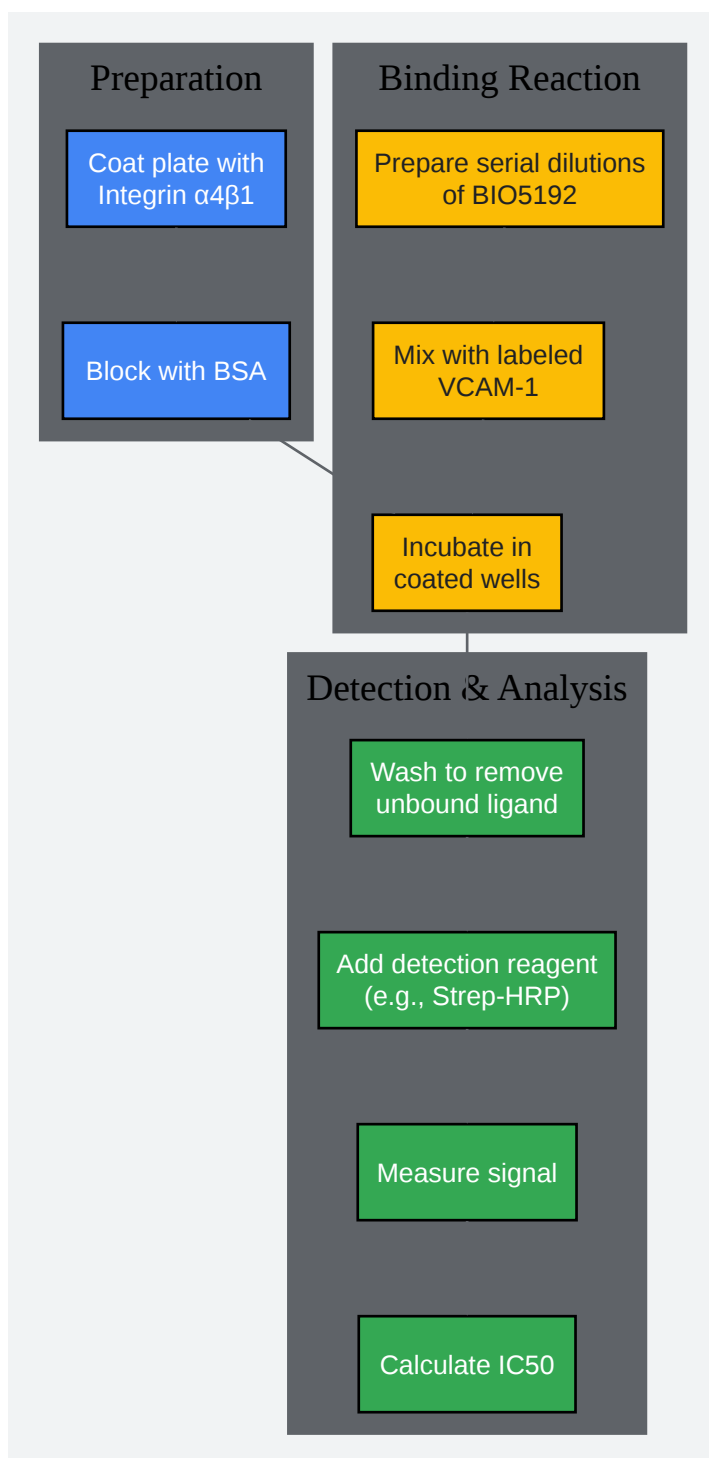 Preparation
Coat plate with
Integrin α4β1
Block with BSA
Binding Reaction
Prepare serial dilutions
of BIO5192
Mix with labeled
VCAM-1
Incubate in
coated wells
Detection & Analysis
Wash to remove
unbound ligand
Add detection reagent
(e.g., Strep-HRP)
Measure signal
Calculate IC50